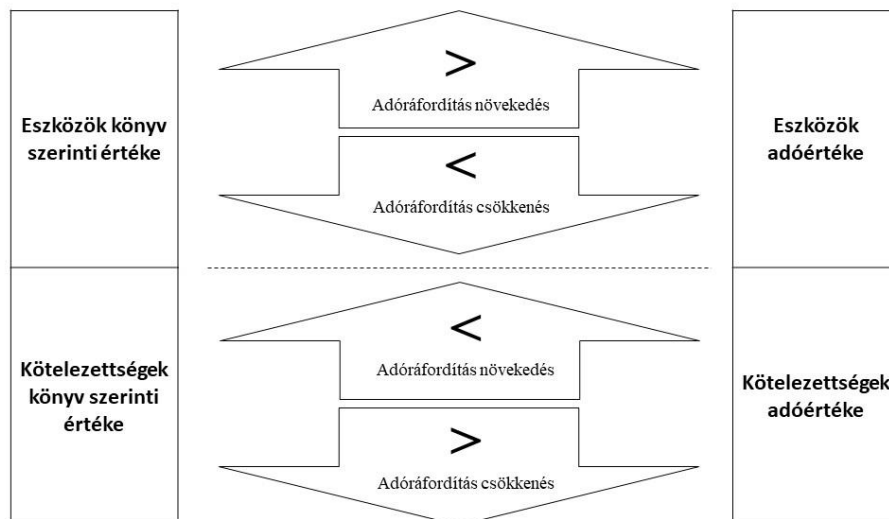 Eszközök könyv
szerinti értéke
>
Adóráfordítás növekedés
<
Adóráfordítás csökkenés
Eszközök
adóértéke
Kötelezettségek
könyv szerinti
értéke
<
Adóráfordítás növekedés
>
Adóráfordítás csökkenés
Kötelezettségek
adóértéke